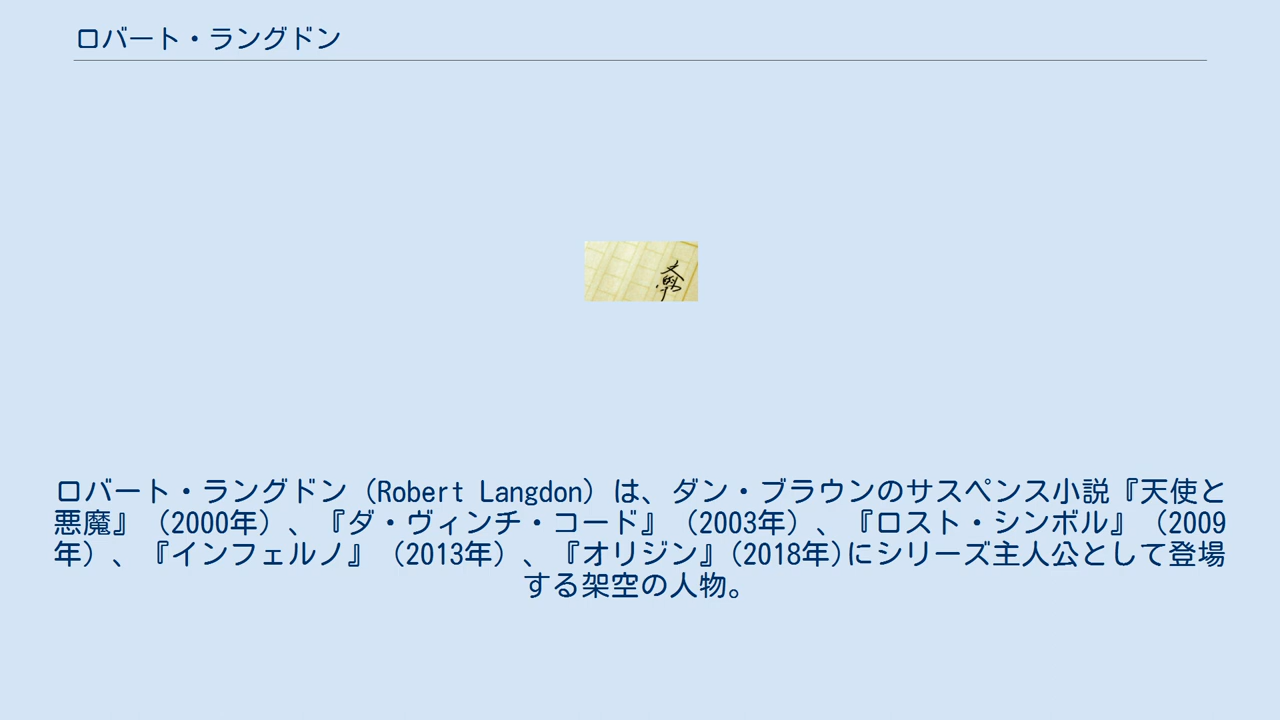 ロバート・ラングドン
ロバート・ラングドン（Robert Langdon）は、ダン・ブラウンのサスペンス小説『天使と
悪魔』（2000年）、『ダ・ヴィンチ・コード』（2003年）、『ロスト・シンボル』（2009
年）、『インフェルノ』（2013年）、『オリジン』(2018年)にシリーズ主人公として登場
する架空の人物。